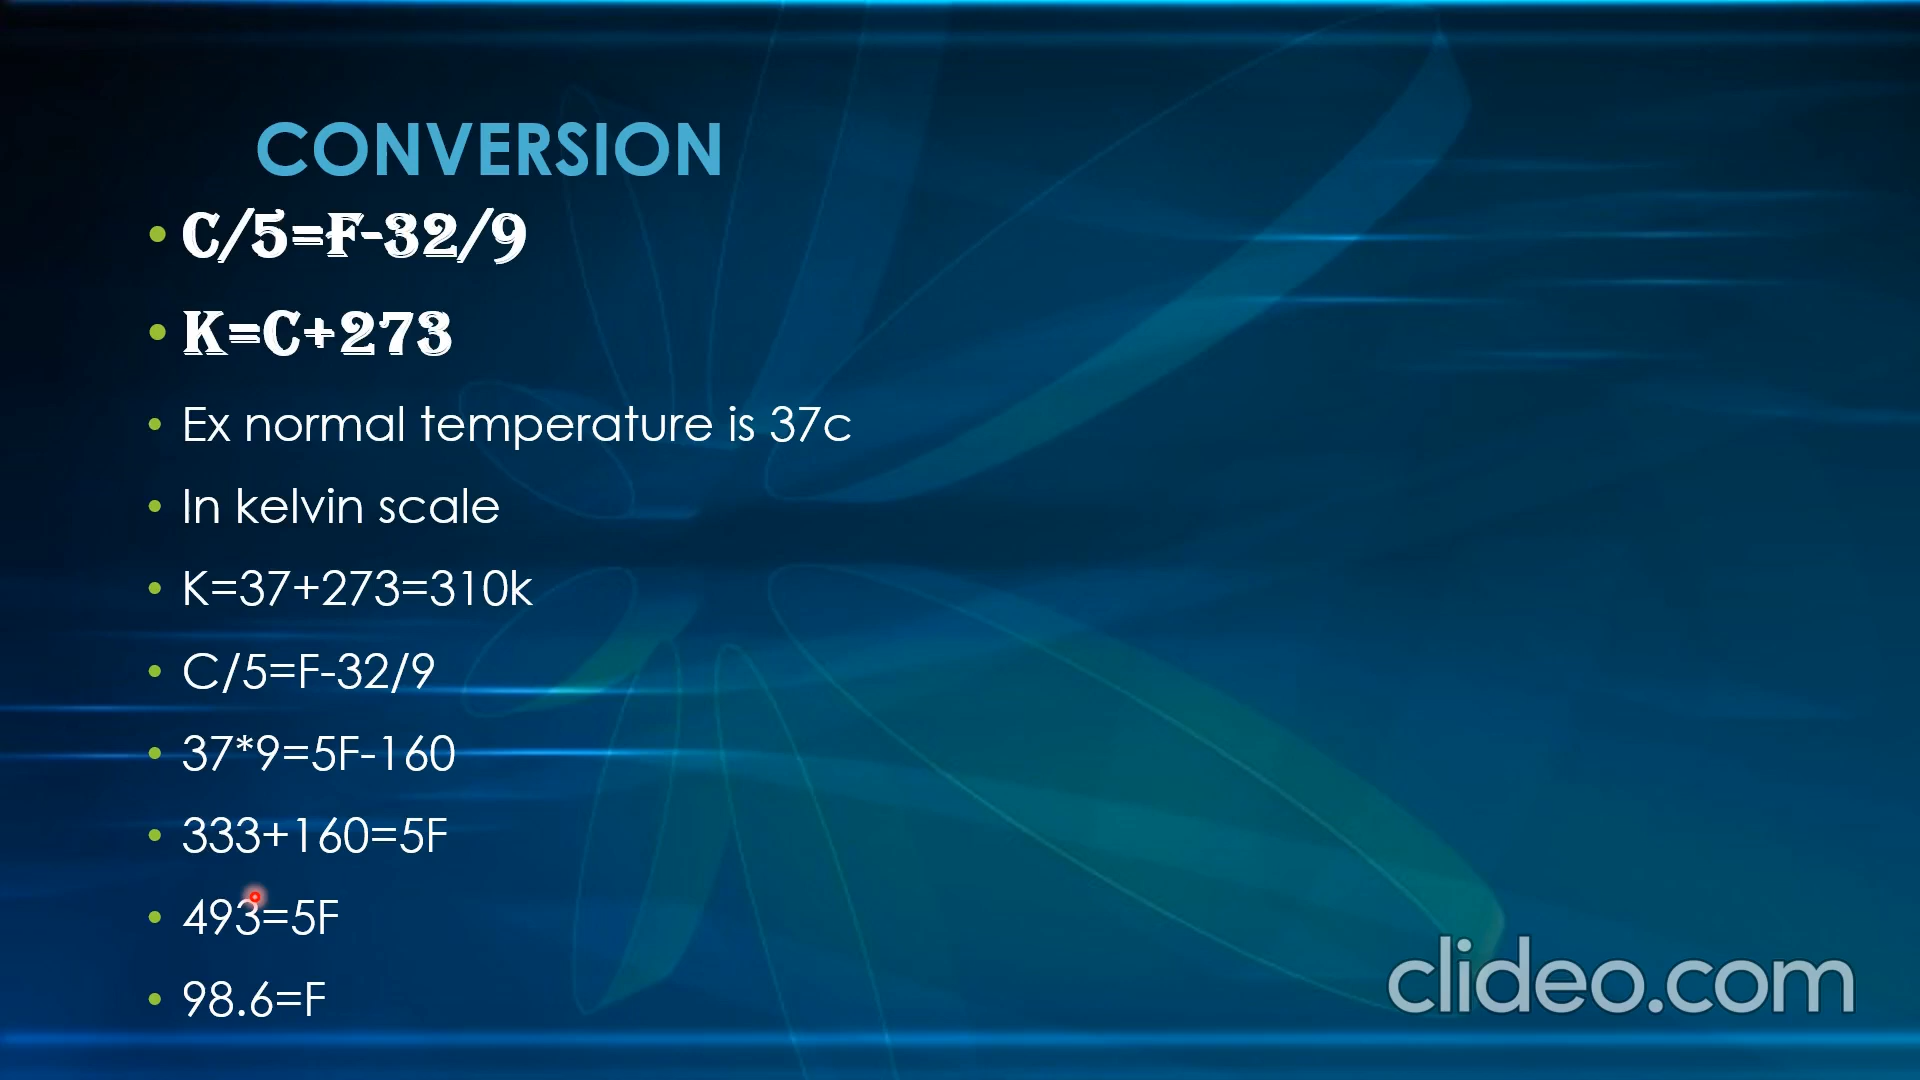 CONVERSION
C/5=F-32/9
K=C+273
Ex normal temperature is 37c
In kelvin scale
K=37+273=310k
C/5=F-32/9
37*9=5F-160
333+160=5F
493=5F
98.6=F
clideo.com